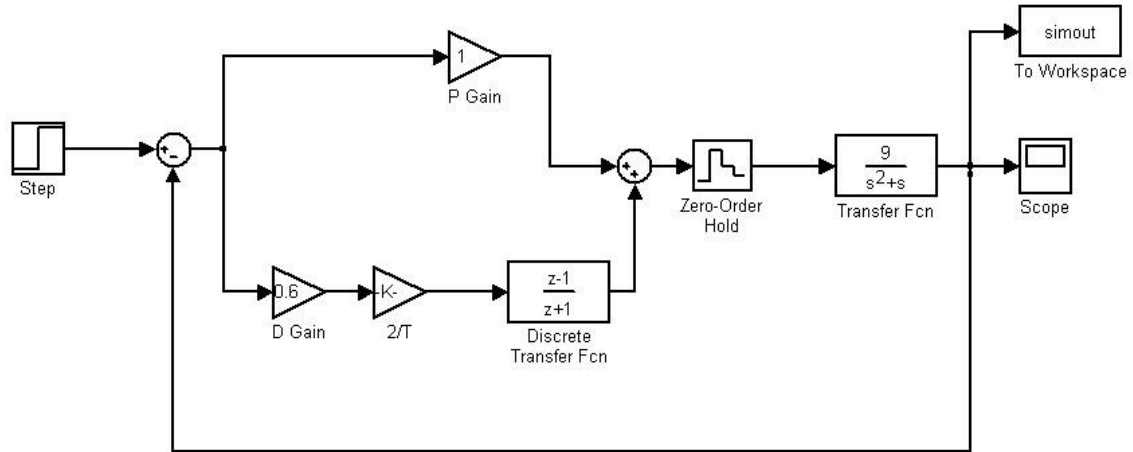 simout
To Workspace
1
P Gain
+
-
Step
+
+
Zero-Order
Hold
9
s²+s
Transfer Fcn
Scope
0.6
D Gain
-K-
2/T
z-1
z+1
Discrete
Transfer Fcn